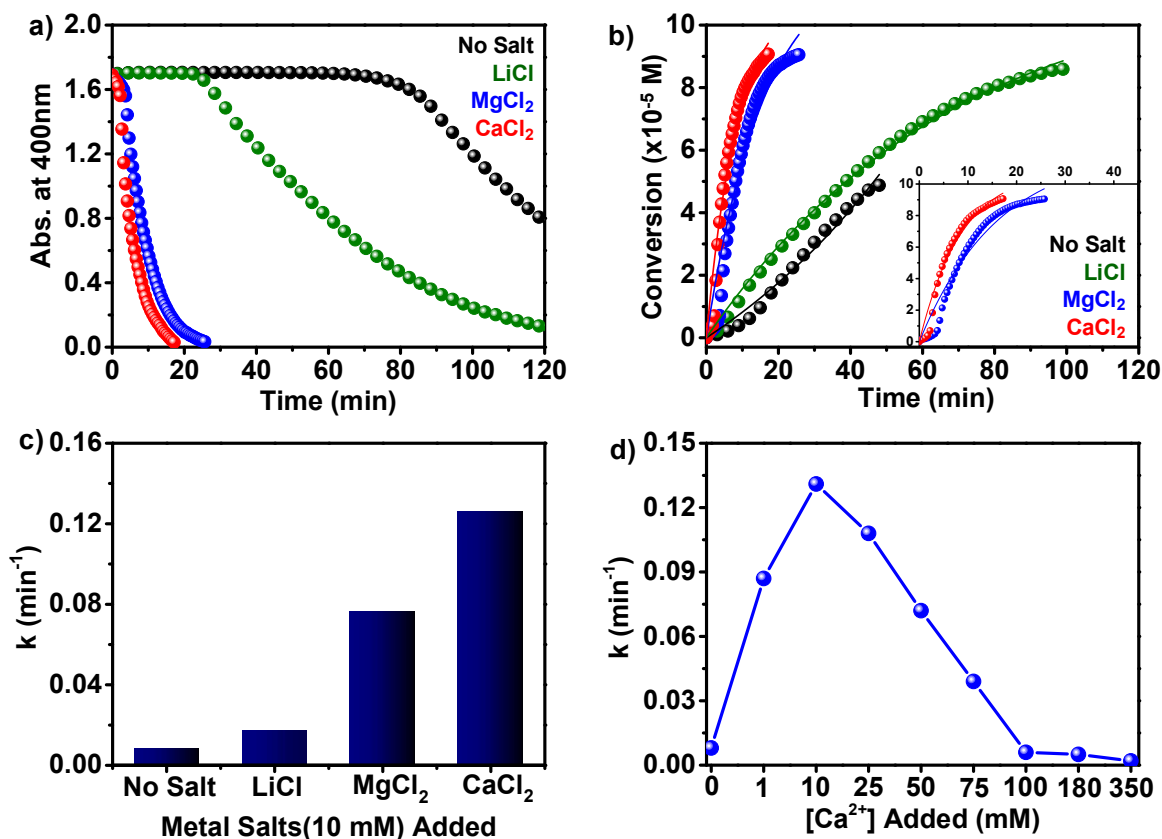 a)
Abs. at 400nm
2.0
1.6
1.2
0.8
0.4
0.0
0 20 40 60 80 100 120
Time (min)
No Salt
LiCl
MgCl₂
CaCl₂
b)
Conversion (x10⁻⁵ M)
10
8
6
4
2
0
0 20 40 60 80 100 120
Time (min)
0 10 20 30 40
10
8
6
4
2
0
No Salt
LiCl
MgCl₂
CaCl₂
c)
k (min⁻¹)
0.16
0.12
0.08
0.04
0.00
No Salt LiCl MgCl₂ CaCl₂
Metal Salts(10 mM) Added
d)
k (min⁻¹)
0.15
0.12
0.09
0.06
0.03
0.00
0 1 10 25 50 75 100 180 350
[Ca²⁺] Added (mM)